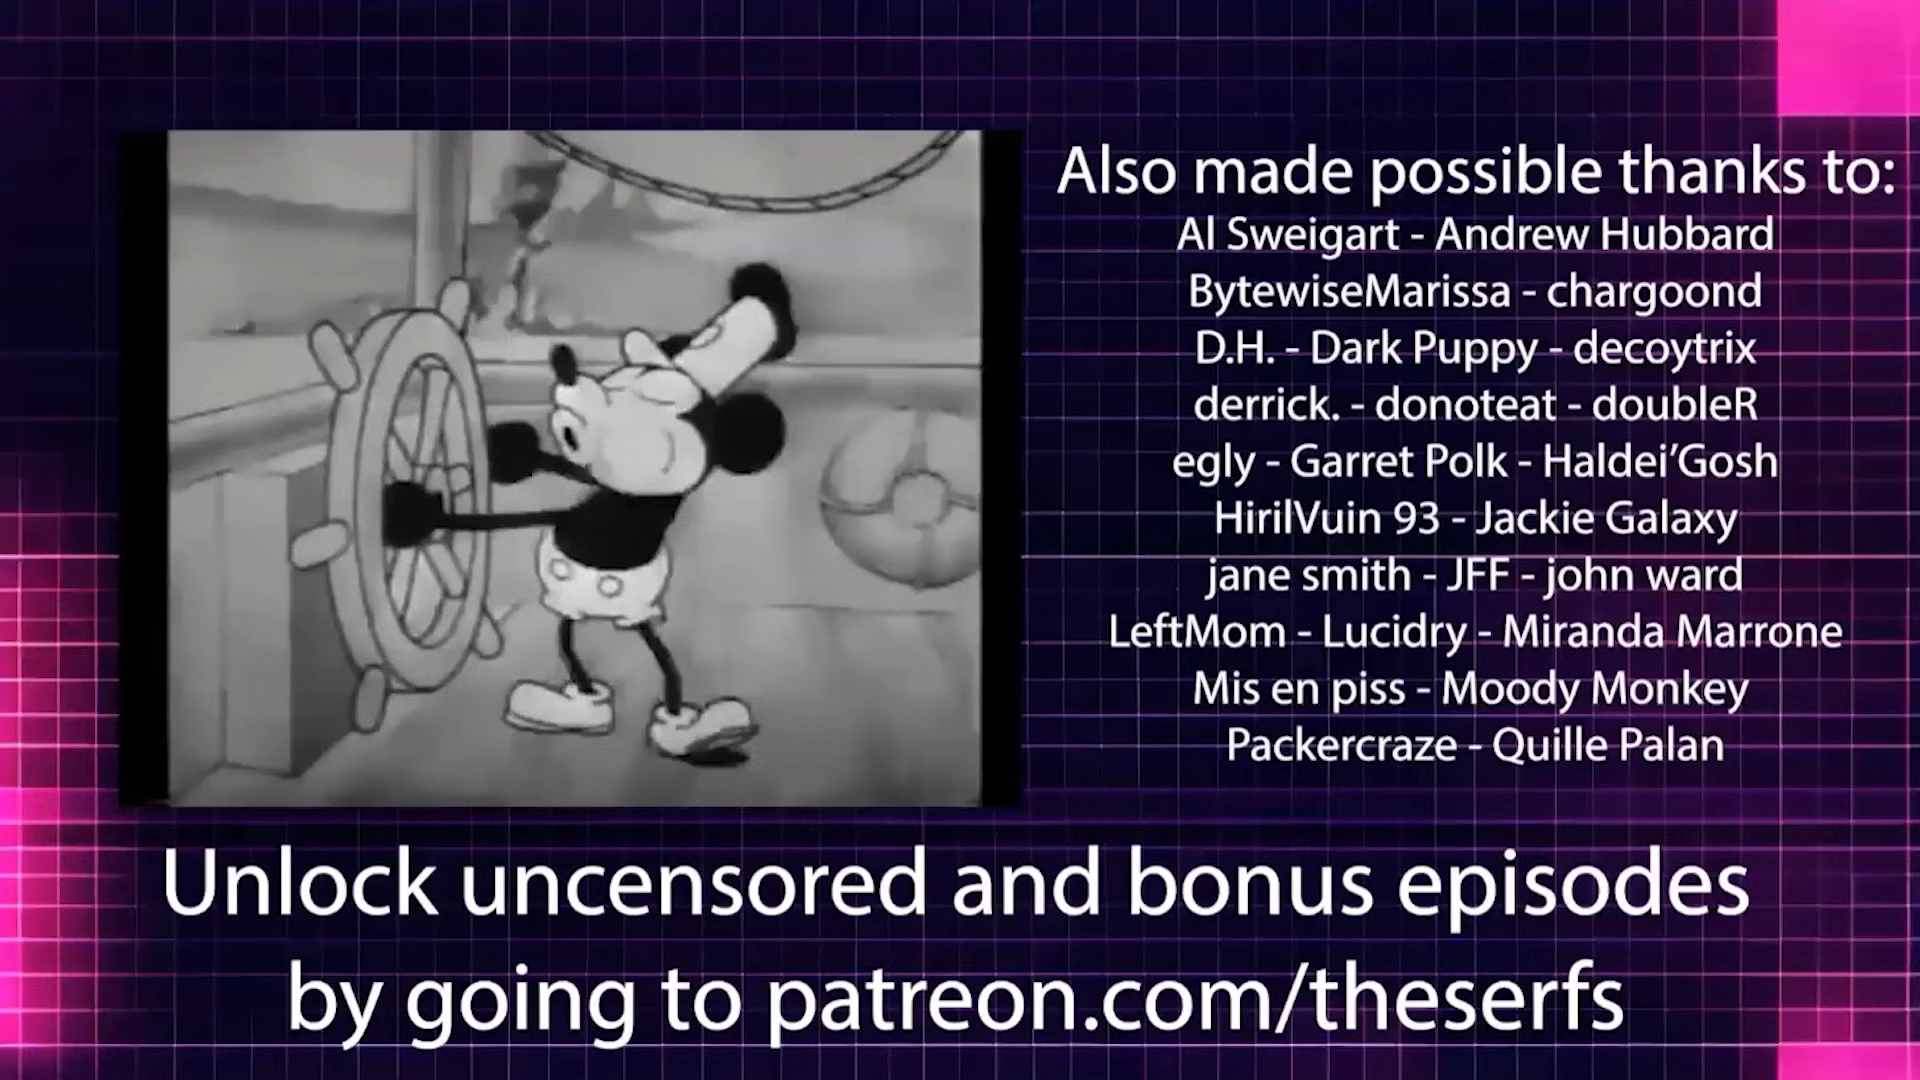 Also made possible thanks to:
Al Sweigart - Andrew Hubbard
BytewiseMarissa - chargoond
D.H. - Dark Puppy - decoytrix
derrick. - donoteat - doubleR
egly - Garret Polk - Haldei’Gosh
HirilVuin 93 - Jackie Galaxy
jane smith - JFF - john ward
LeftMom - Lucidry - Miranda Marrone
Mis en piss - Moody Monkey
Packercraze - Quille Palan
Unlock uncensored and bonus episodes
by going to patreon.com/theserfs